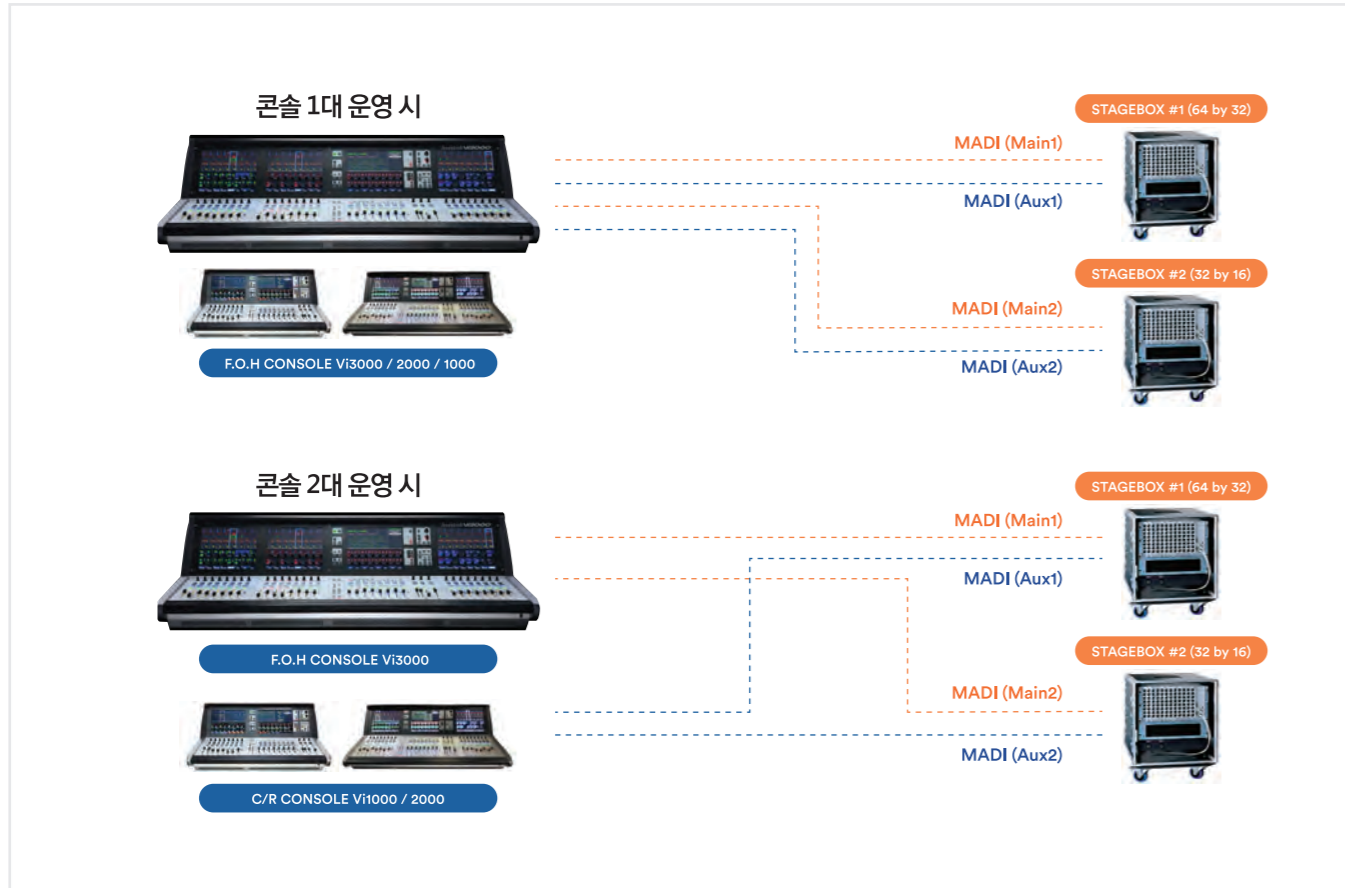 콘솔 1대 운영 시
STAGEBOX #1 (64 by 32)
MADI (Main1)
MADI (Aux1)
STAGEBOX #2 (32 by 16)
MADI (Main2)
MADI (Aux2)
F.O.H CONSOLE Vi3000 / 2000 / 1000
콘솔 2대 운영 시
STAGEBOX #1 (64 by 32)
MADI (Main1)
MADI (Aux1)
F.O.H CONSOLE Vi3000
STAGEBOX #2 (32 by 16)
MADI (Main2)
MADI (Aux2)
C/R CONSOLE Vi1000 / 2000